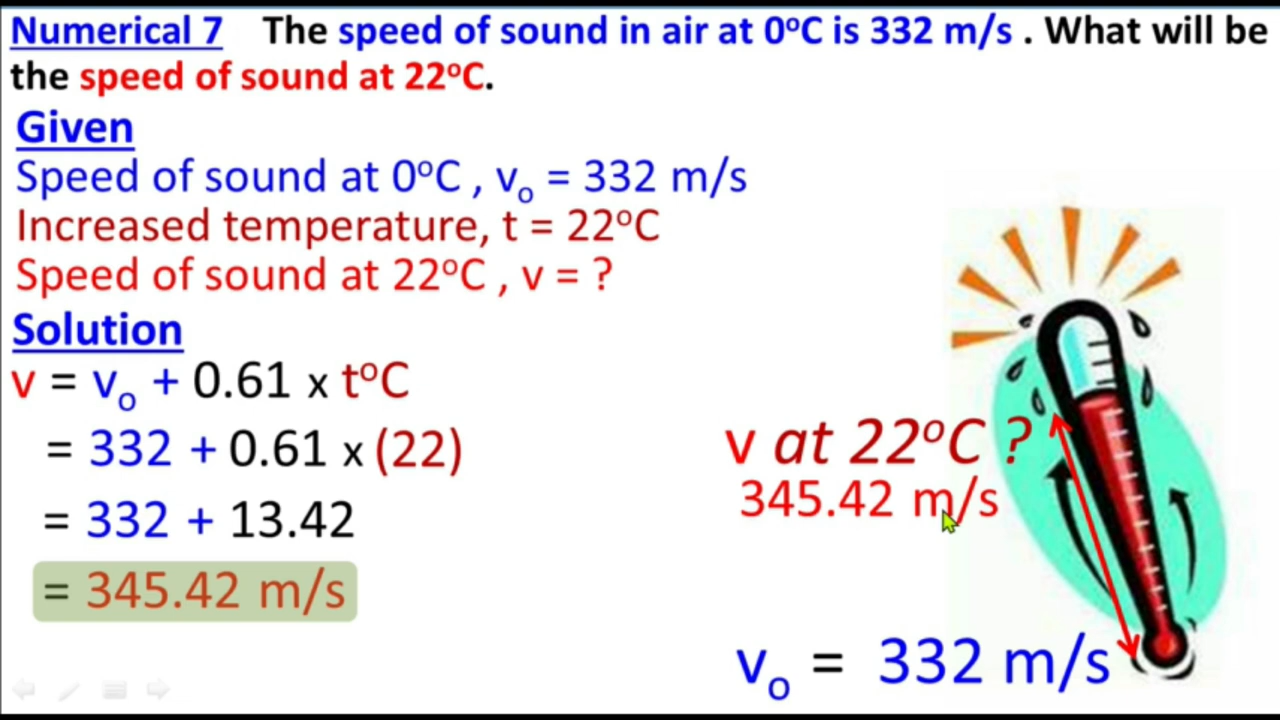 Numerical 7 The speed of sound in air at 0ºC is 332 m/s . What will be
the speed of sound at 22ºC.
Given
Speed of sound at 0ºC , vₒ = 332 m/s
Increased temperature, t = 22ºC
Speed of sound at 22ºC , v = ?
Solution
v = vₒ + 0.61 x tºC
= 332 + 0.61 x (22)
= 332 + 13.42
= 345.42 m/s
v at 22ºC ?
345.42 m/s
vₒ = 332 m/s